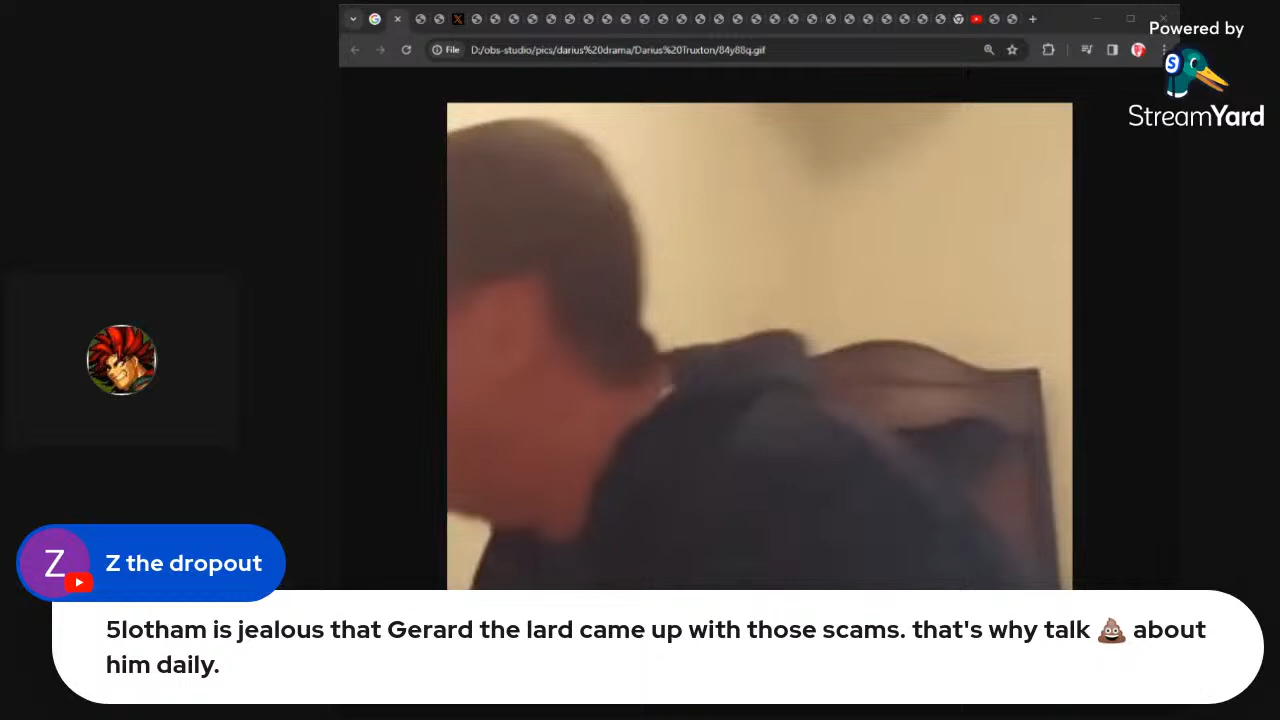 File
D:/obs-studio/pics/darius%20drama/Darius%20Truxton/84y88q.gif
Powered by
S
StreamYard
Z
Z the dropout
5lotham is jealous that Gerard the lard came up with those scams. that's why talk 💩 about
him daily.